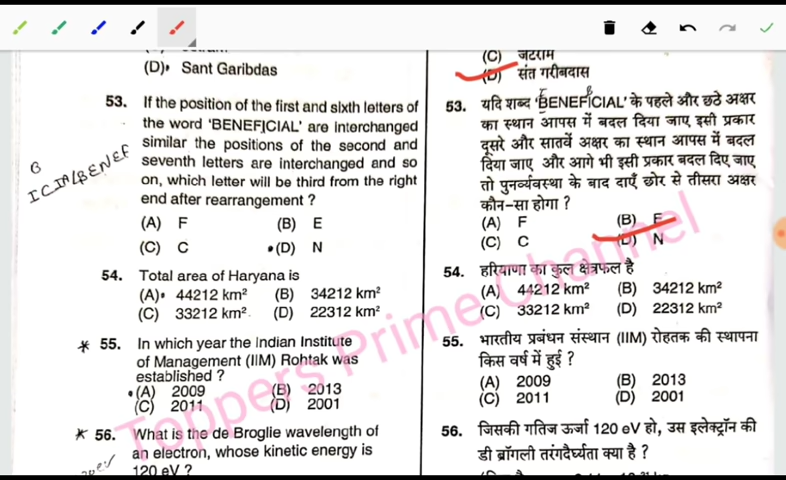 (D) Sant Garibdas
53. If the position of the first and sixth letters of
the word 'BENEFICIAL' are interchanged
similar the positions of the second and
seventh letters are interchanged and so
on, which letter will be third from the right
end after rearrangement ?
(A) F (B) E
(C) C (D) N
54. Total area of Haryana is
(A) 44212 km² (B) 34212 km²
(C) 33212 km² (D) 22312 km²
* 55. In which year the Indian Institute
of Management (IIM) Rohtak was
established ?
(A) 2009 (B) 2013
(C) 2011 (D) 2001
* 56. What is the de Broglie wavelength of
an electron, whose kinetic energy is
120 eV ?
B
ICIALBENEF
(C) जटराम
(D) संत गरीबदास
53. यदि शब्द 'BENEFICIAL' के पहले और छठे अक्षर
का स्थान आपस में बदल दिया जाए इसी प्रकार
दूसरे और सातवें अक्षर का स्थान आपस में बदल
दिया जाए और आगे भी इसी प्रकार बदल दिए जाए
तो पुनर्व्यवस्था के बाद दाएँ छोर से तीसरा अक्षर
कौन-सा होगा ?
(A) F (B) E
(C) C (D) N
54. हरियाणा का कुल क्षेत्रफल है
(A) 44212 km² (B) 34212 km²
(C) 33212 km² (D) 22312 km²
55. भारतीय प्रबंधन संस्थान (IIM) रोहतक की स्थापना
किस वर्ष में हुई ?
(A) 2009 (B) 2013
(C) 2011 (D) 2001
56. जिसकी गतिज ऊर्जा 120 eV हो, उस इलेक्ट्रॉन की
डी ब्रॉगली तरंगदैर्घ्यता क्या है ?
Toppers Prime Channel